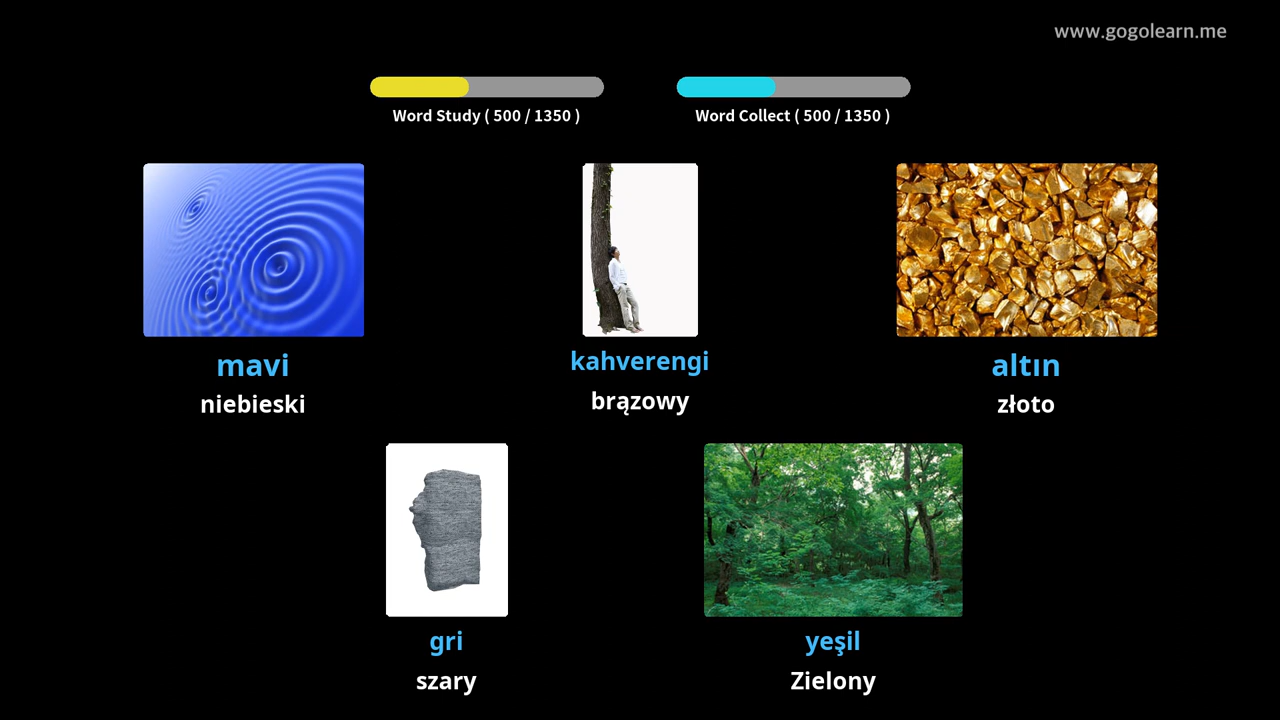 www.gogolearn.me
Word Study ( 500 / 1350 )
Word Collect ( 500 / 1350 )
mavi
niebieski
kahverengi
brązowy
altın
złoto
gri
szary
yeşil
Zielony